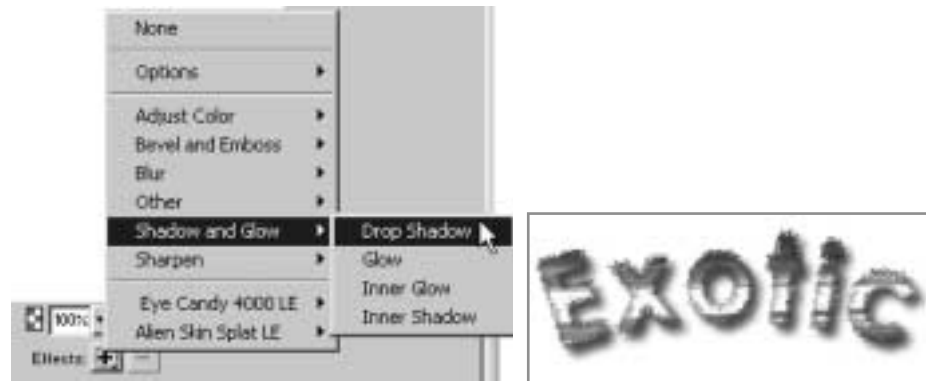 None
Options
Adjust Color
Bevel and Emboss
Blur
Other
Shadow and Glow
Drop Shadow
Glow
Inner Glow
Inner Shadow
Sharpen
Eye Candy 4000 LE
Alien Skin Splat LE
100%
Effects:
Exotic